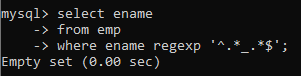 mysql> select ename
    -> from emp
    -> where ename regexp '^.*_.*$';
Empty set (0.00 sec)